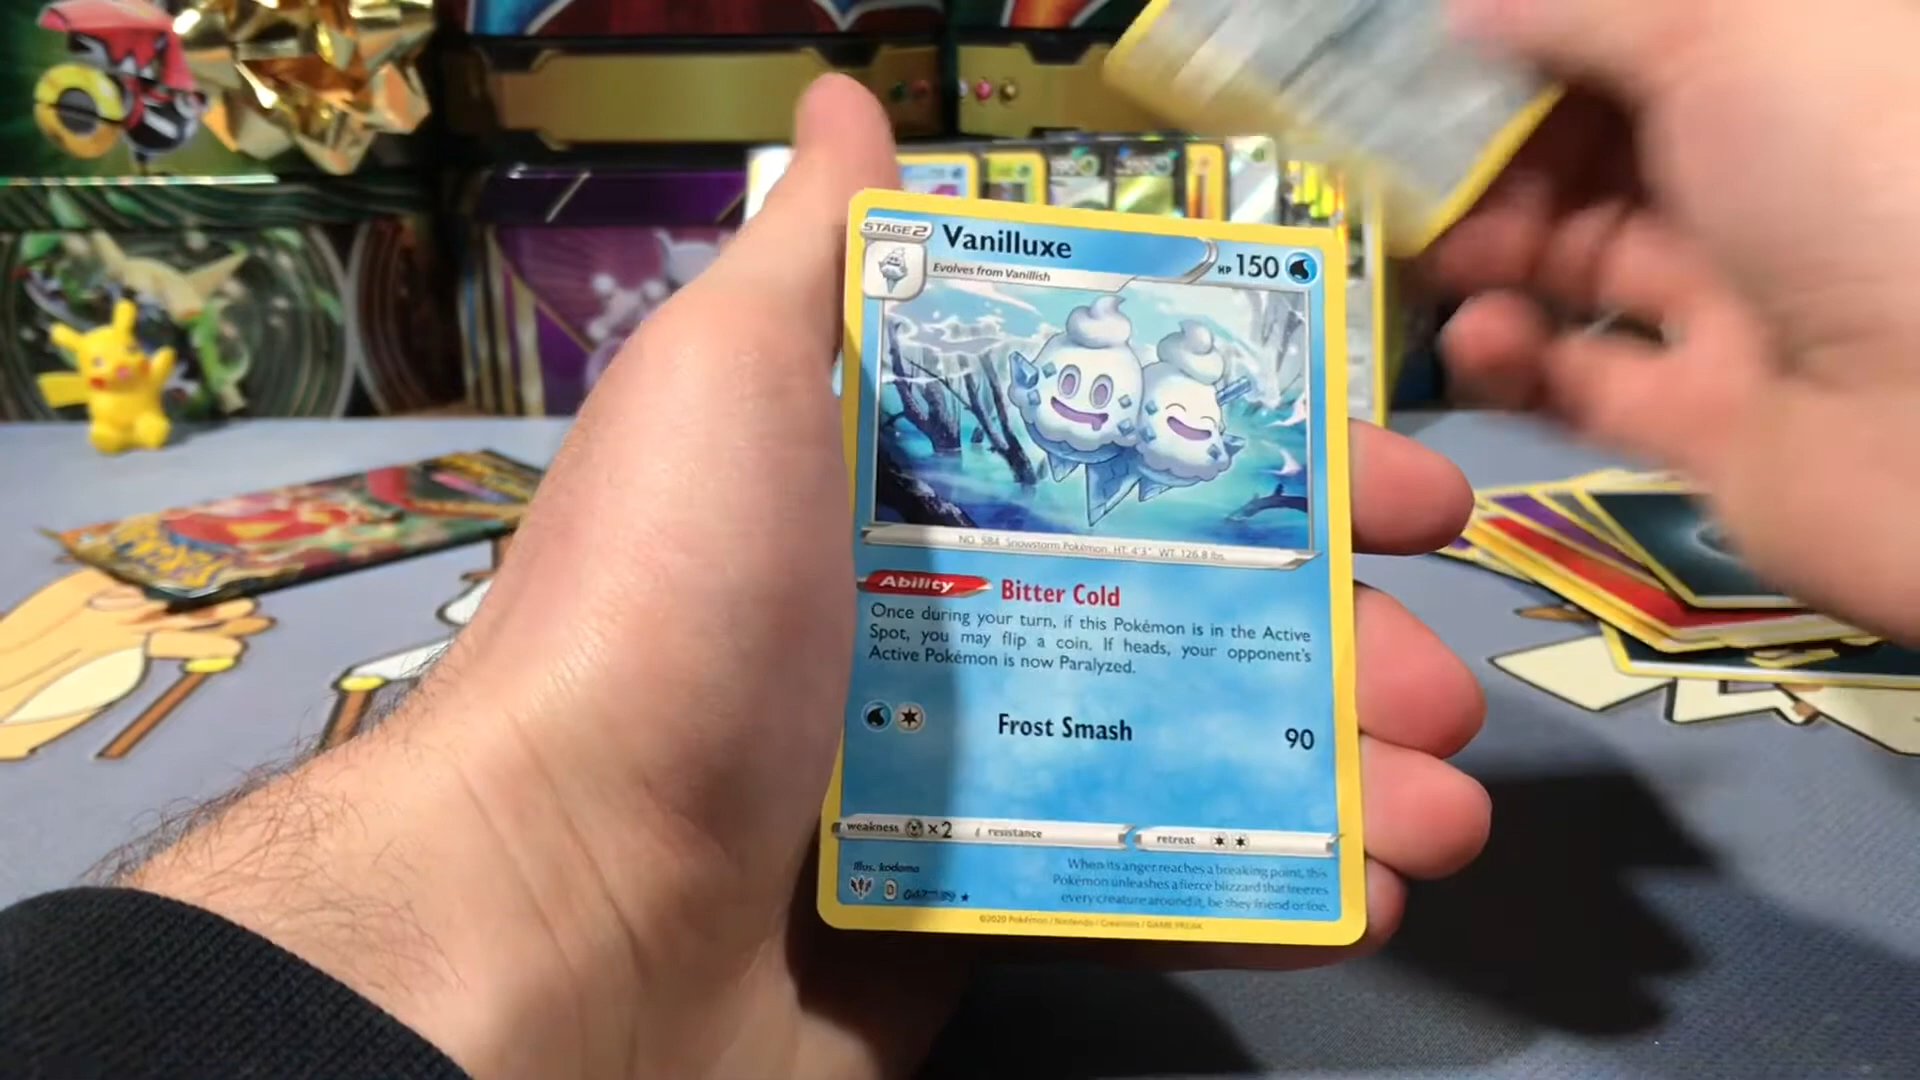 STAGE2
Vanilluxe
HP 150
Evolves from Vanillish
NO. 584 Snowstorm Pokémon HT: 4'3" WT: 126.8 lbs.
Ability Bitter Cold
Once during your turn, if this Pokémon is in the Active
Spot, you may flip a coin. If heads, your opponent's
Active Pokémon is now Paralyzed.
Frost Smash 90
weakness ×2 resistance retreat
When its anger reaches a breaking point, this
Pokémon unleashes a fierce blizzard that freezes
every creature around it, be they friend or foe.
Illus. kodama
D
©2020 Pokémon / Nintendo / Creatures / GAME FREAK